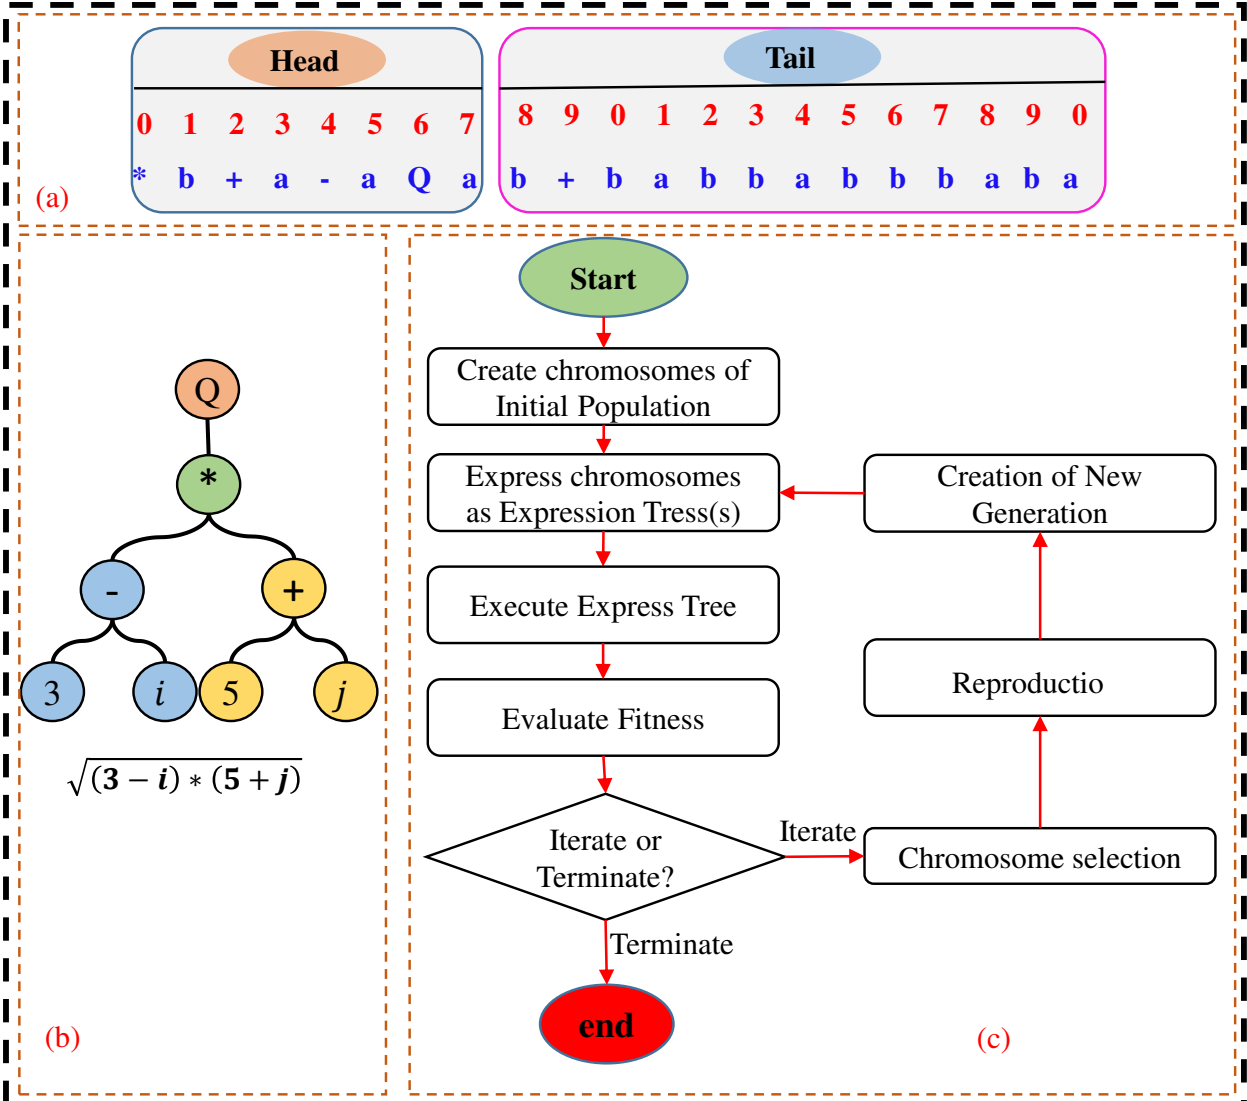 Head
Tail
0 1 2 3 4 5 6 7 8 9 0 1 2 3 4 5 6 7 8 9 0
* b + a - a Q a b + b a b b a b b b a b a
(a)
Q
*
- +
3 i 5 j
√(3 − i) ∗ (5 + j)
(b)
Start
Create chromosomes of
Initial Population
Express chromosomes
as Expression Tress(s)
Execute Express Tree
Evaluate Fitness
Iterate or
Terminate?
Iterate
Terminate
end
Chromosome selection
Reproductio
Creation of New
Generation
(c)